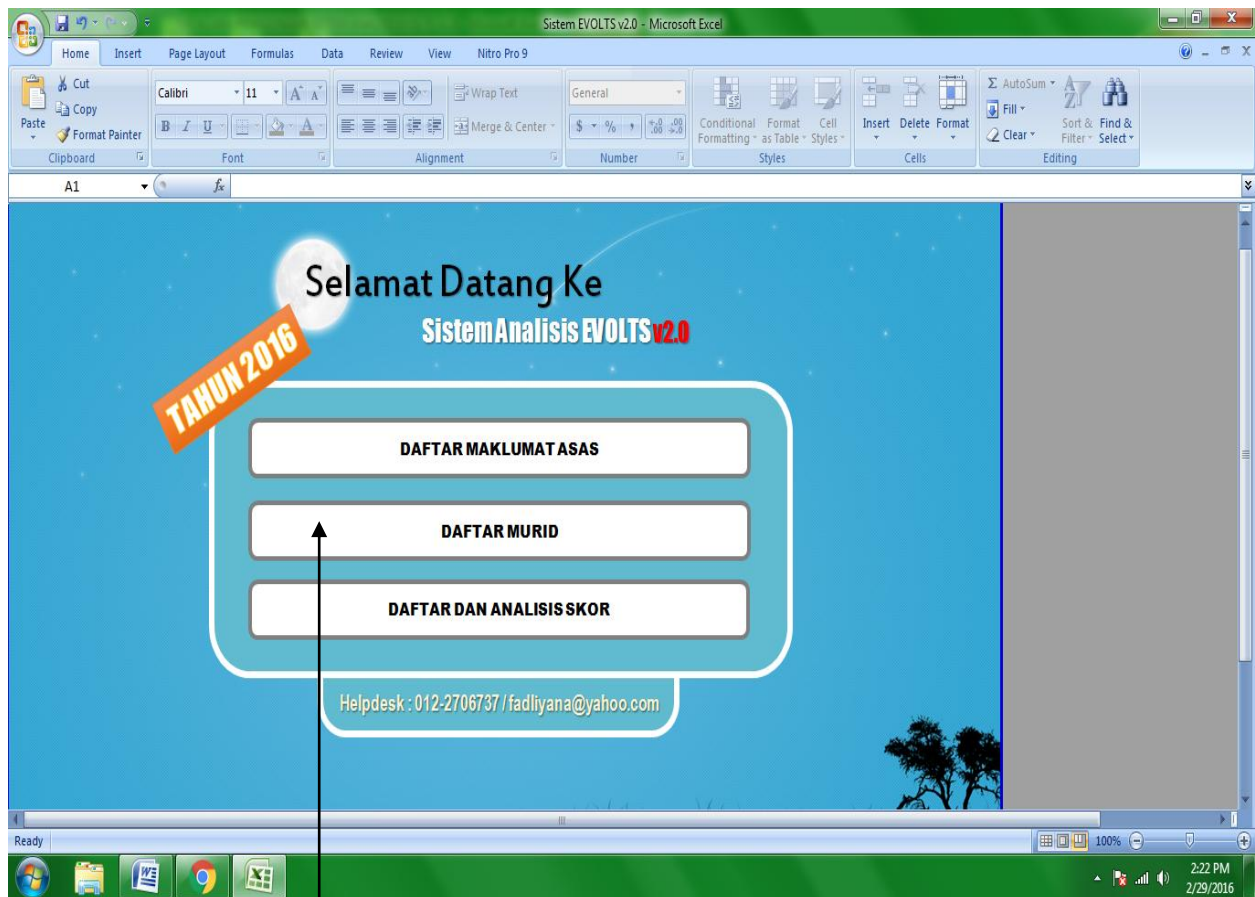 Sistem EVOLTS v2.0 - Microsoft Excel
Home Insert Page Layout Formulas Data Review View Nitro Pro 9
Cut
Copy
Format Painter
Paste
Clipboard
Calibri 11
B I U
Font
Wrap Text
Merge & Center
Alignment
General
$ % ,
Number
Conditional Formatting
Format as Table
Cell Styles
Styles
Insert Delete Format
Cells
Σ AutoSum
Fill
Clear
Sort & Filter
Find & Select
Editing
A1 fx
Selamat Datang Ke
Sistem Analisis EVOLTS v2.0
TAHUN 2016
DAFTAR MAKLUMAT ASAS
DAFTAR MURID
DAFTAR DAN ANALISIS SKOR
Helpdesk : 012-2706737 / fadliyana@yahoo.com
Ready 100%
2:22 PM
2/29/2016